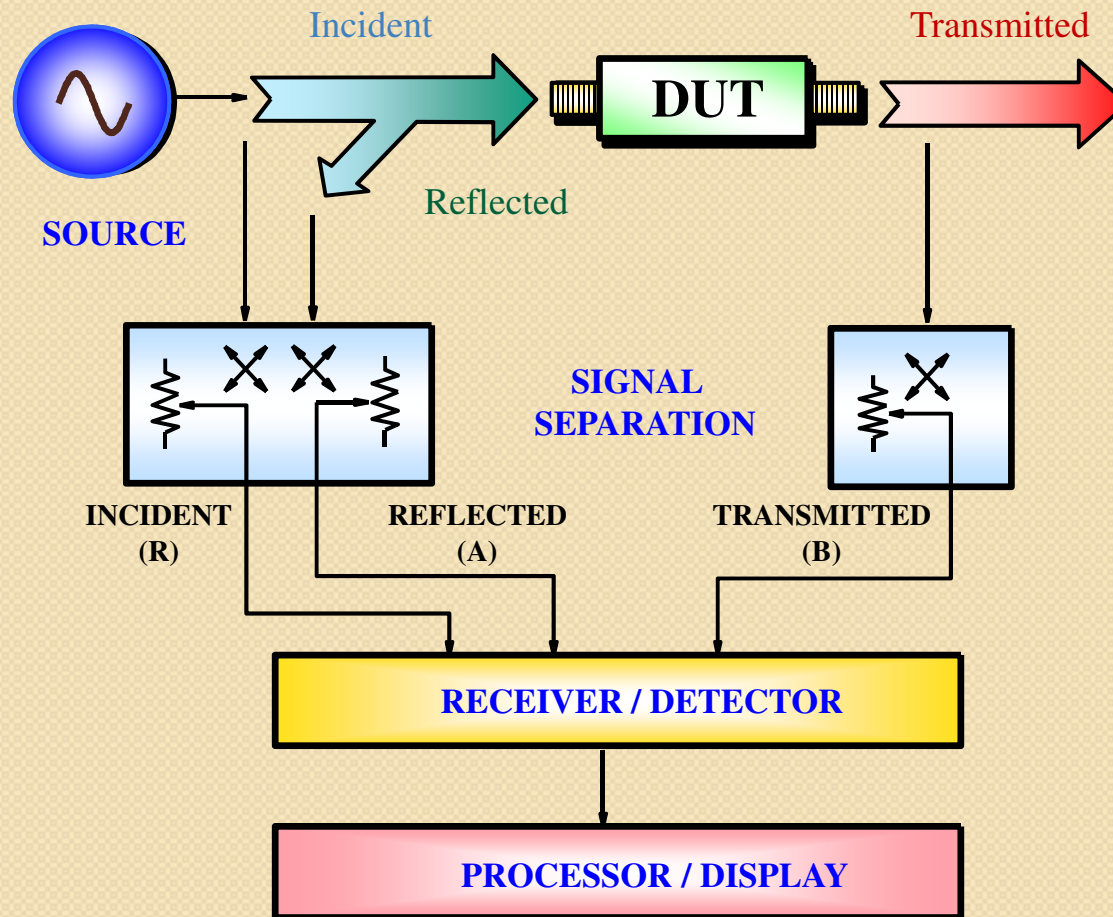 Incident
Transmitted
DUT
Reflected
SOURCE
SIGNAL
SEPARATION
INCIDENT
(R)
REFLECTED
(A)
TRANSMITTED
(B)
RECEIVER / DETECTOR
PROCESSOR / DISPLAY